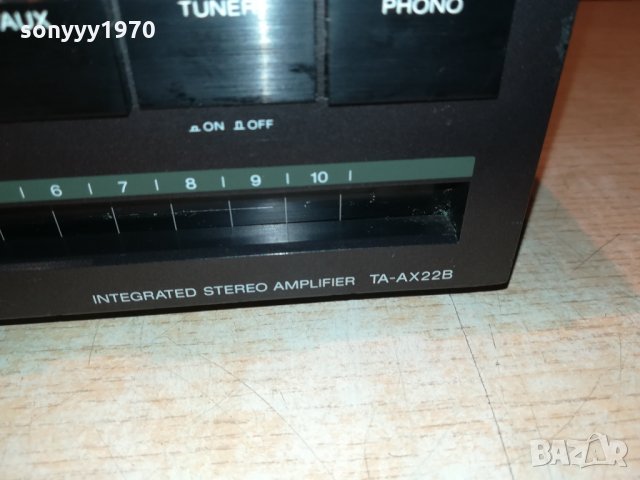 sonyyy1970
AUX TUNER PHONO
ON OFF
6 7 8 9 10
INTEGRATED STEREO AMPLIFIER TA-AX22B
BAZAR